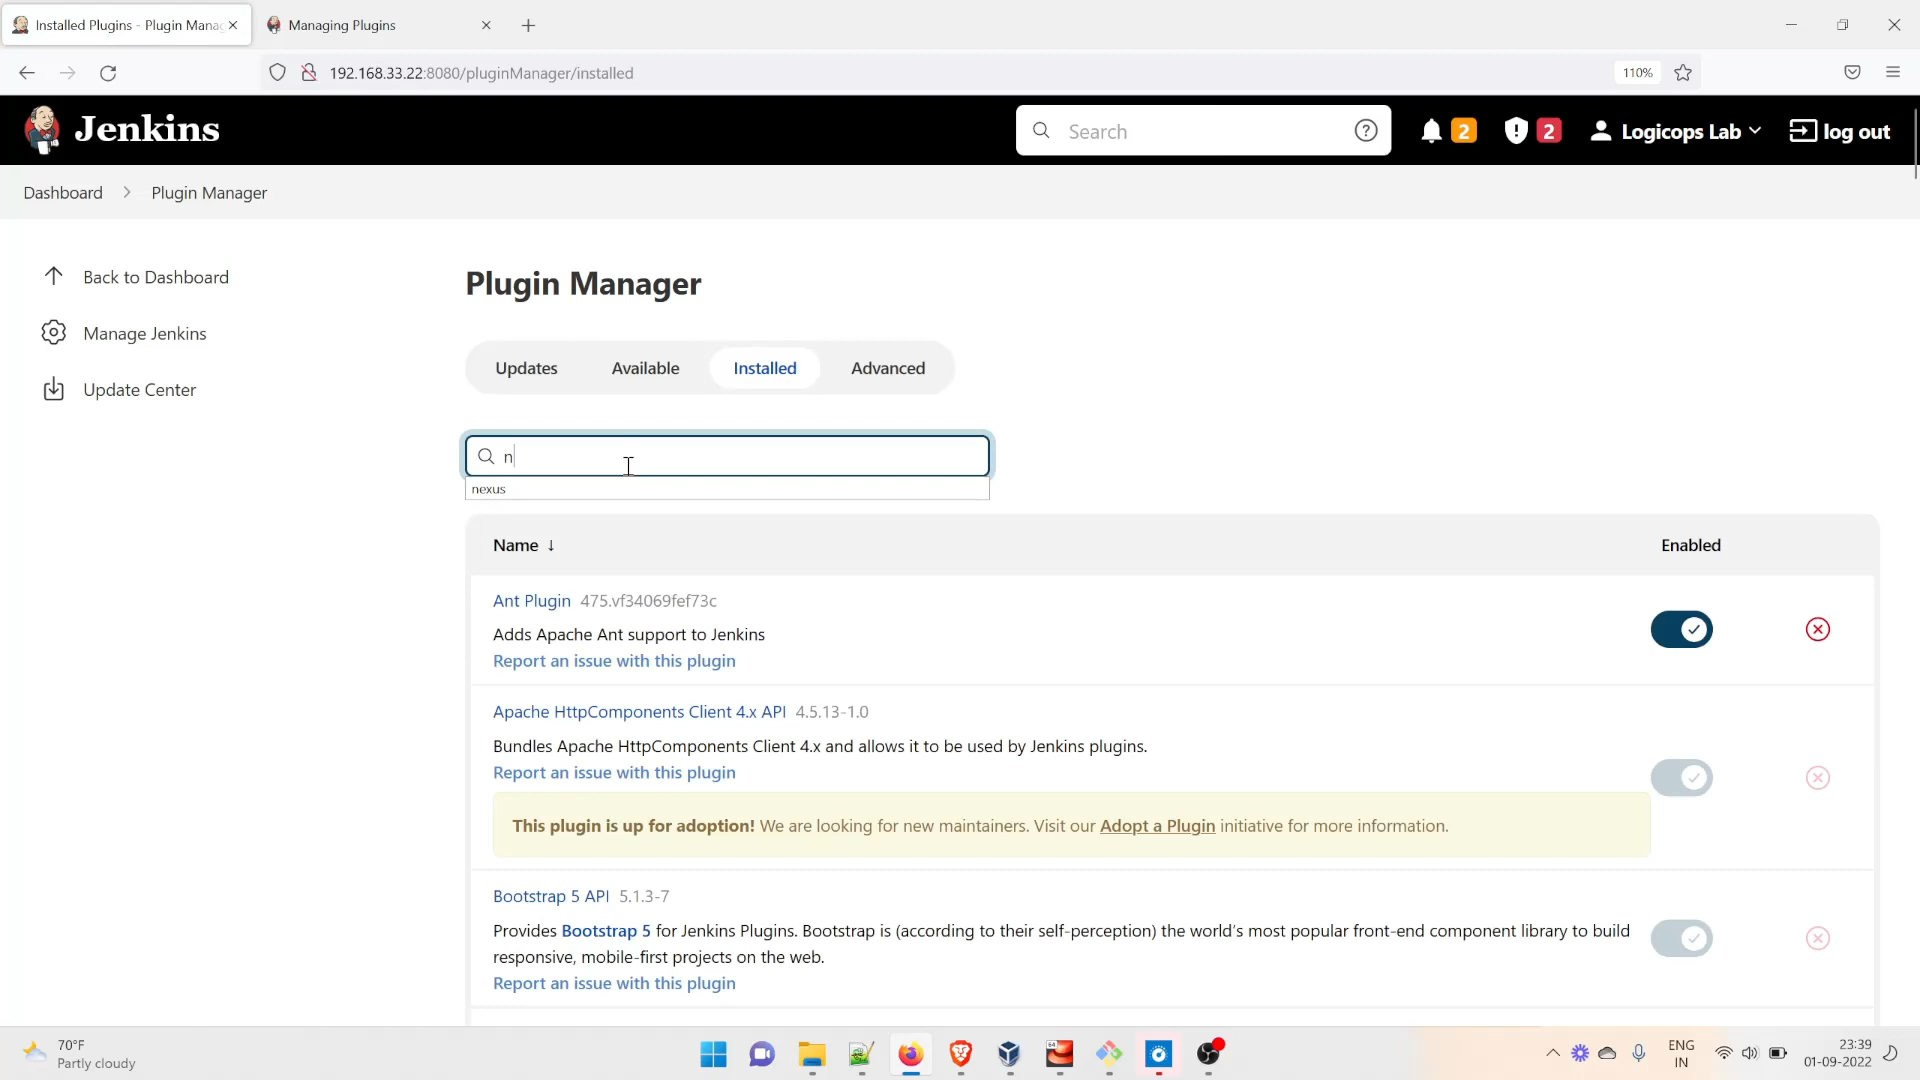 Installed Plugins - Plugin Manag
Managing Plugins
192.168.33.22:8080/pluginManager/installed
110%
Jenkins
Search
2
2
Logicops Lab
log out
Dashboard
Plugin Manager
Back to Dashboard
Manage Jenkins
Update Center
Plugin Manager
Updates
Available
Installed
Advanced
n
nexus
Name ↓
Enabled
Ant Plugin 475.vf34069fef73c
Adds Apache Ant support to Jenkins
Report an issue with this plugin
Apache HttpComponents Client 4.x API 4.5.13-1.0
Bundles Apache HttpComponents Client 4.x and allows it to be used by Jenkins plugins.
Report an issue with this plugin
This plugin is up for adoption! We are looking for new maintainers. Visit our Adopt a Plugin initiative for more information.
Bootstrap 5 API 5.1.3-7
Provides Bootstrap 5 for Jenkins Plugins. Bootstrap is (according to their self-perception) the world's most popular front-end component library to build
responsive, mobile-first projects on the web.
Report an issue with this plugin
70°F
Partly cloudy
64
ENG
IN
23:39
01-09-2022